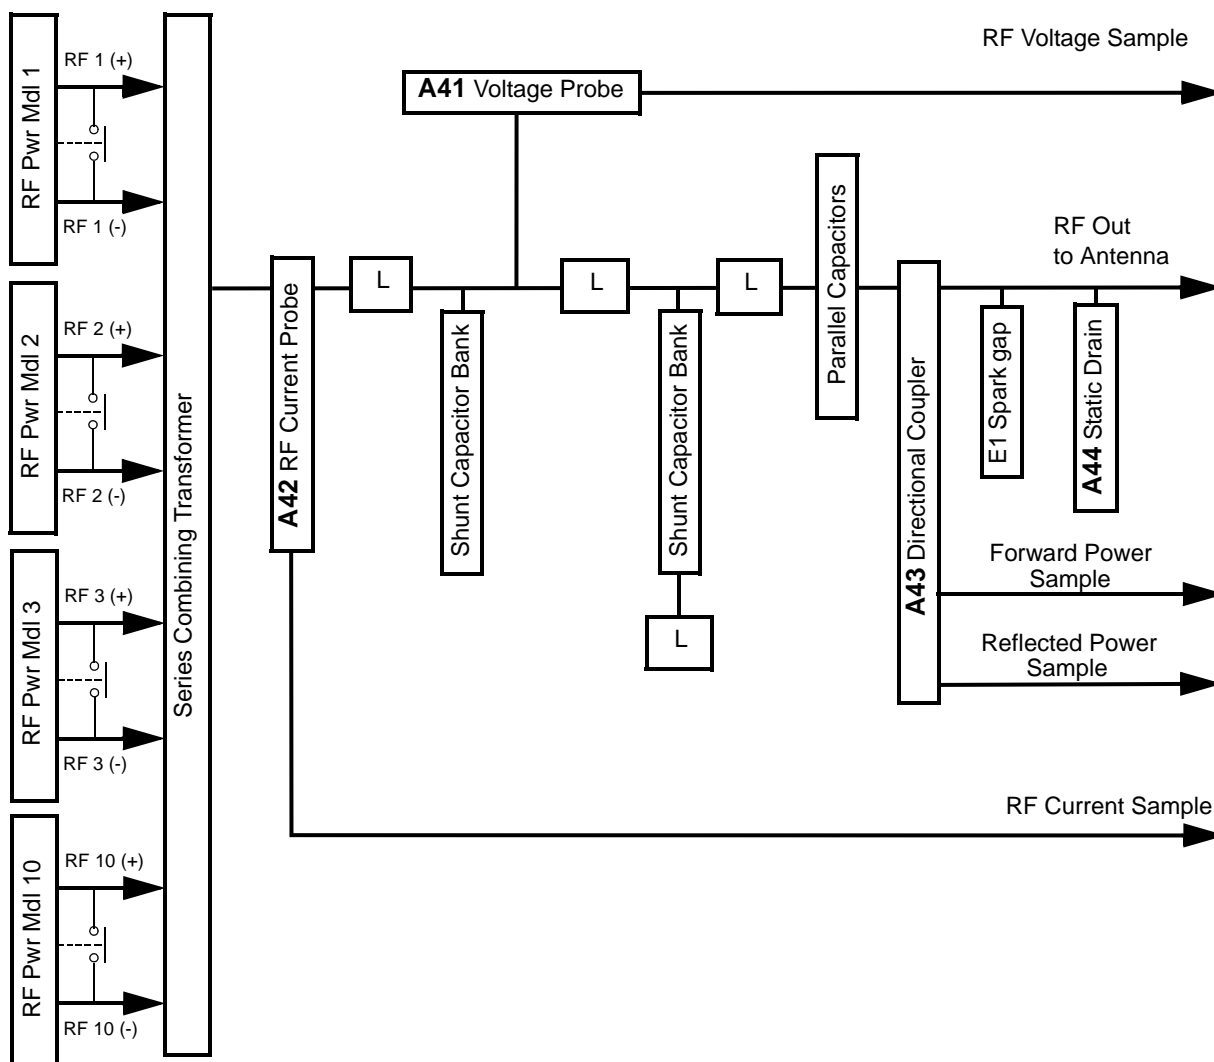 RF Pwr Mdl 1
RF 1 (+)
RF 1 (-)
RF Pwr Mdl 2
RF 2 (+)
RF 2 (-)
RF Pwr Mdl 3
RF 3 (+)
RF 3 (-)
RF Pwr Mdl 10
RF 10 (+)
RF 10 (-)
Series Combining Transformer
A42 RF Current Probe
L
Shunt Capacitor Bank
A41 Voltage Probe
RF Voltage Sample
L
Shunt Capacitor Bank
L
L
Parallel Capacitors
A43 Directional Coupler
RF Out
to Antenna
E1 Spark gap
A44 Static Drain
Forward Power
Sample
Reflected Power
Sample
RF Current Sample